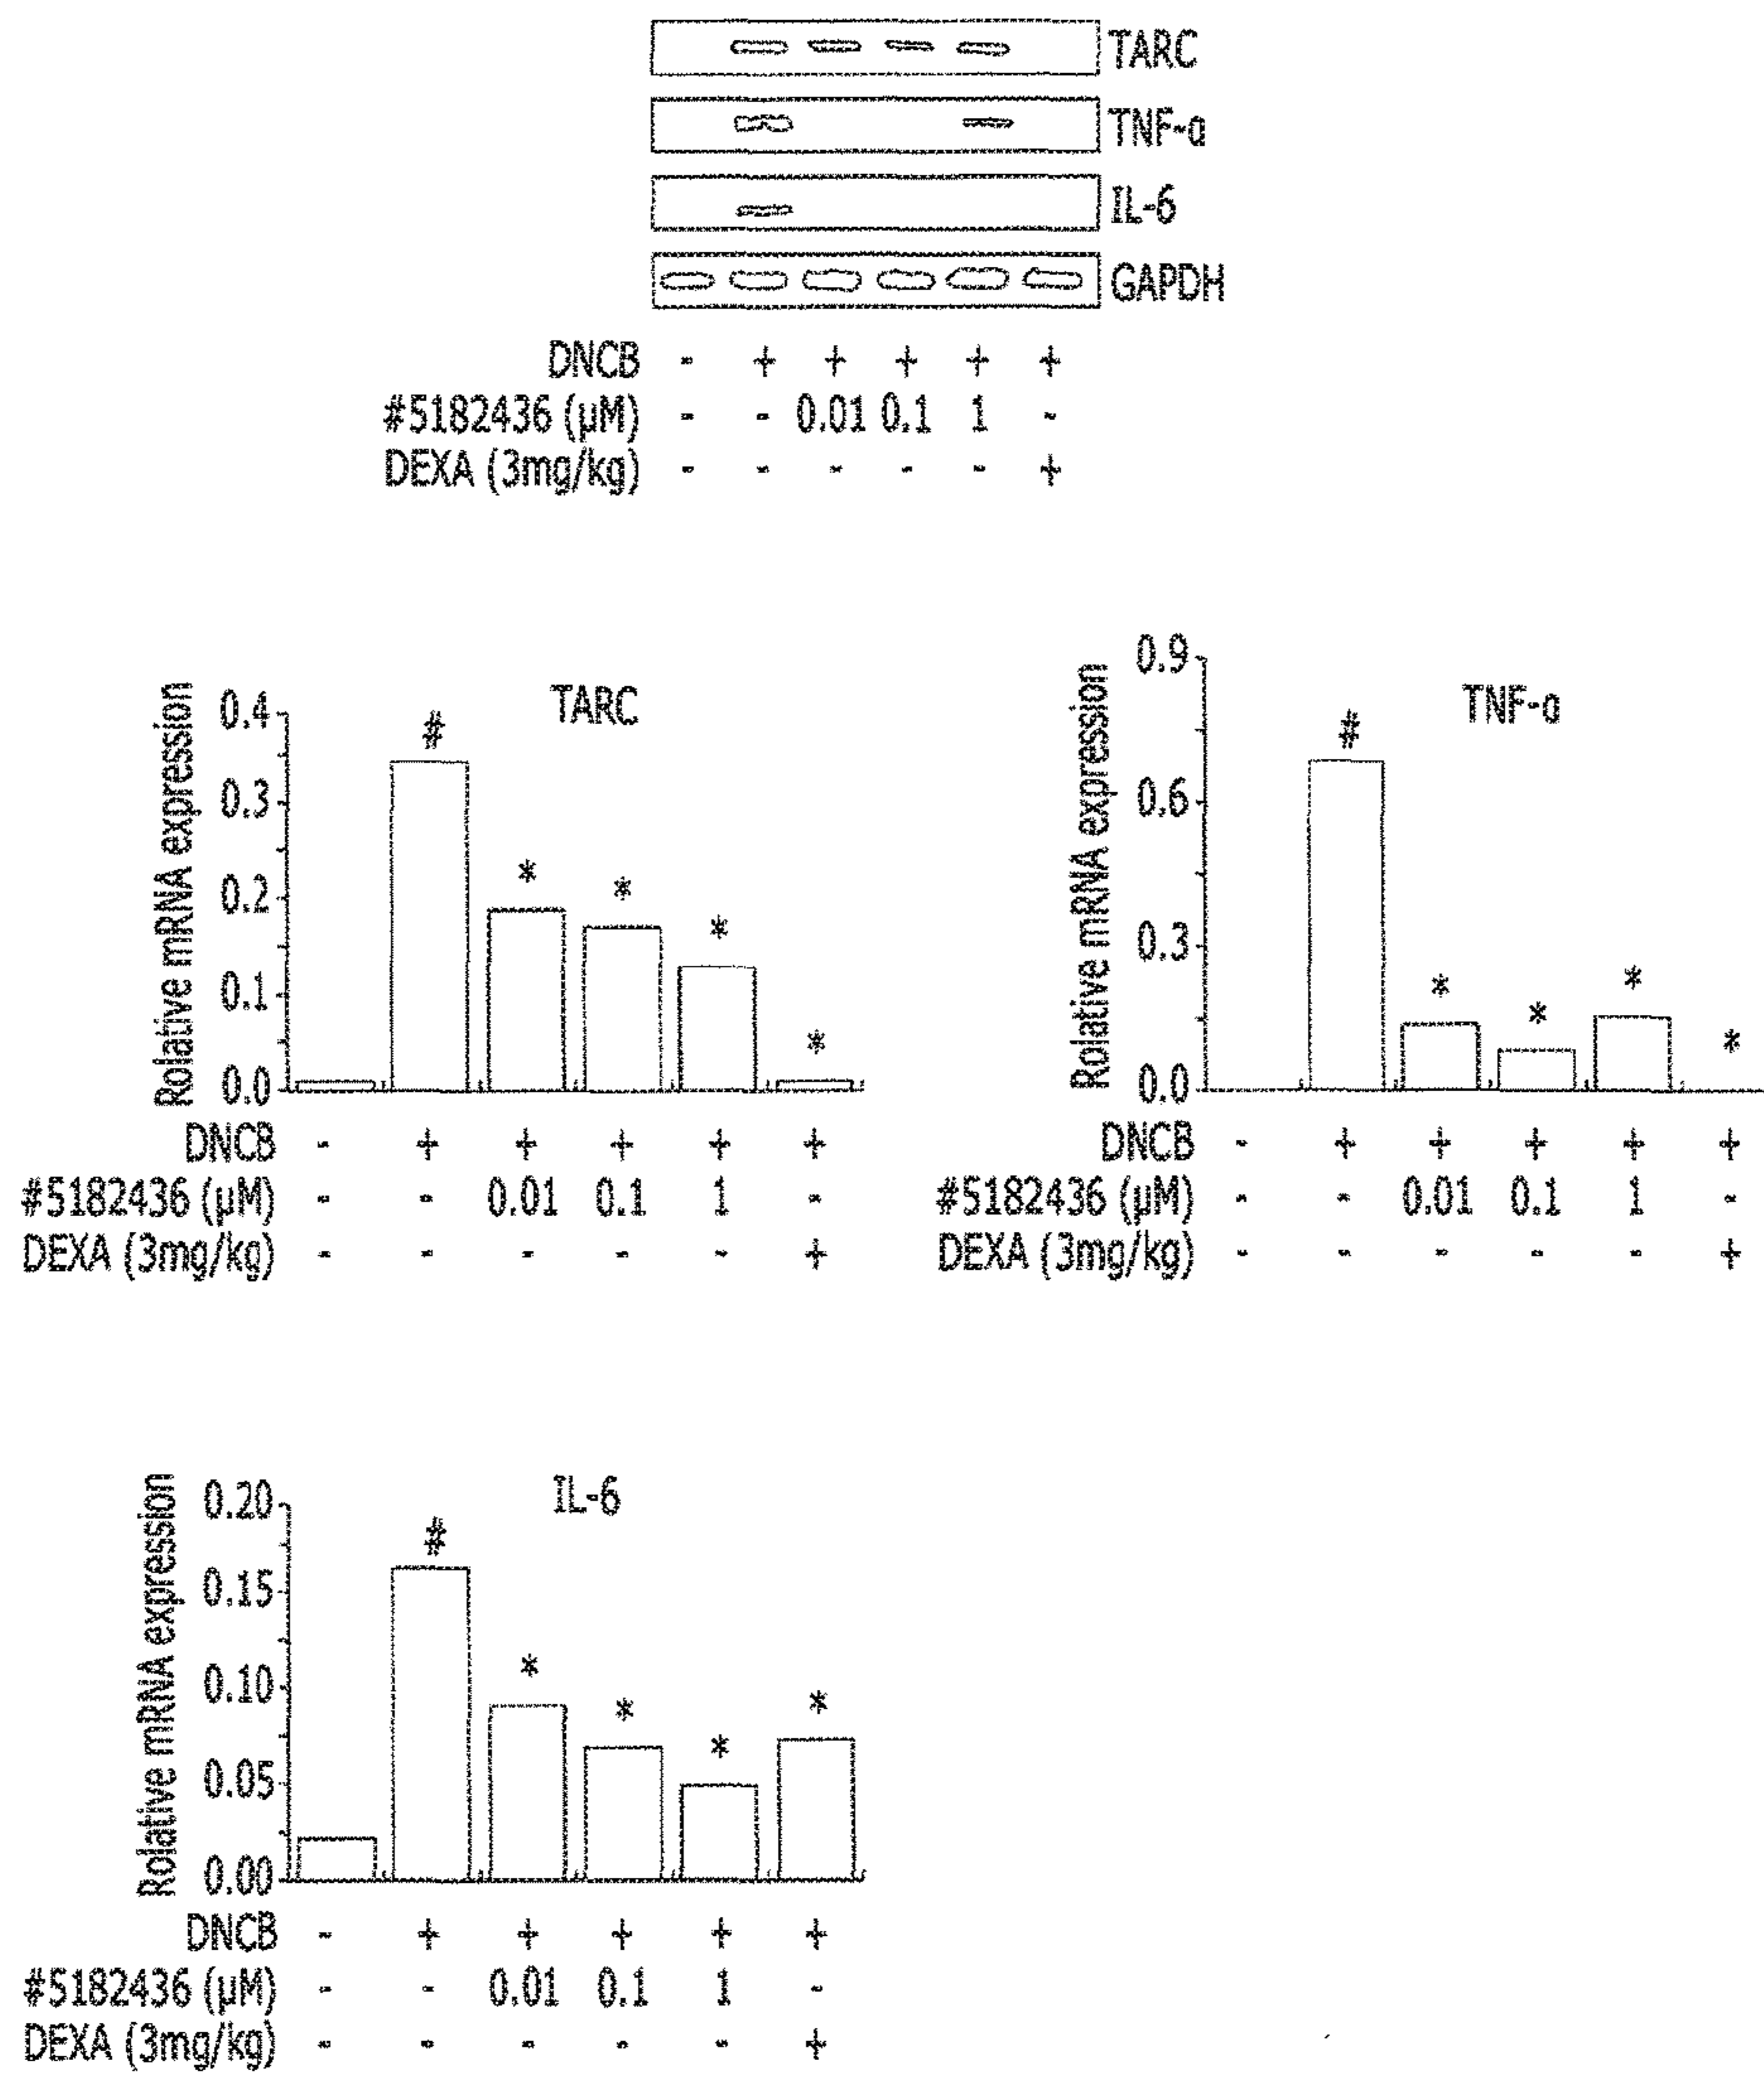 TARC
TNF-α
IL-6
GAPDH
DNCB - + + + + +
#5182436 (μM) - - 0.01 0.1 1 -
DEXA (3mg/kg) - - - - - +
TARC
Rolative mRNA expression
0.4
0.3
0.2
0.1
0.0
#
*
*
*
*
DNCB - + + + + +
#5182436 (μM) - - 0.01 0.1 1 -
DEXA (3mg/kg) - - - - - +
TNF-α
Rolative mRNA expression
0.9
0.6
0.3
0.0
#
*
*
*
*
DNCB - + + + + +
#5182436 (μM) - - 0.01 0.1 1 -
DEXA (3mg/kg) - - - - - +
IL-6
Rolative mRNA expression
0.20
0.15
0.10
0.05
0.00
#
*
*
*
*
DNCB - + + + + +
#5182436 (μM) - - 0.01 0.1 1 -
DEXA (3mg/kg) - - - - - +